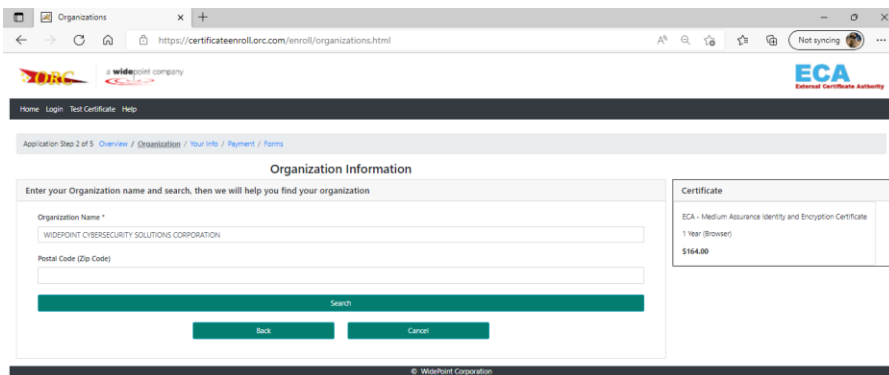 Organizations
https://certificateenroll.orc.com/enroll/organizations.html
Not syncing
ORC
a widepoint company
ECA
External Certificate Authority
Home Login Test Certificate Help
Application Step 2 of 5 Overview / Organization / Your Info / Payment / Forms
Organization Information
Enter your Organization name and search, then we will help you find your organization
Organization Name *
WIDEPOINT CYBERSECURITY SOLUTIONS CORPORATION
Postal Code (Zip Code)
Search
Back
Cancel
Certificate
ECA - Medium Assurance Identity and Encryption Certificate
1 Year (Browser)
$164.00
© WidePoint Corporation